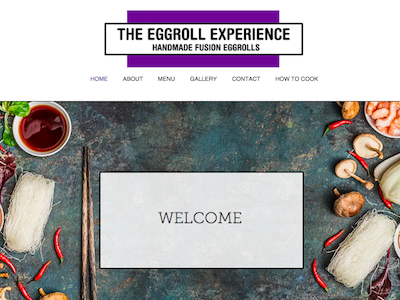 THE EGGROLL EXPERIENCE
HANDMADE FUSION EGGROLLS
HOME ABOUT MENU GALLERY CONTACT HOW TO COOK
WELCOME